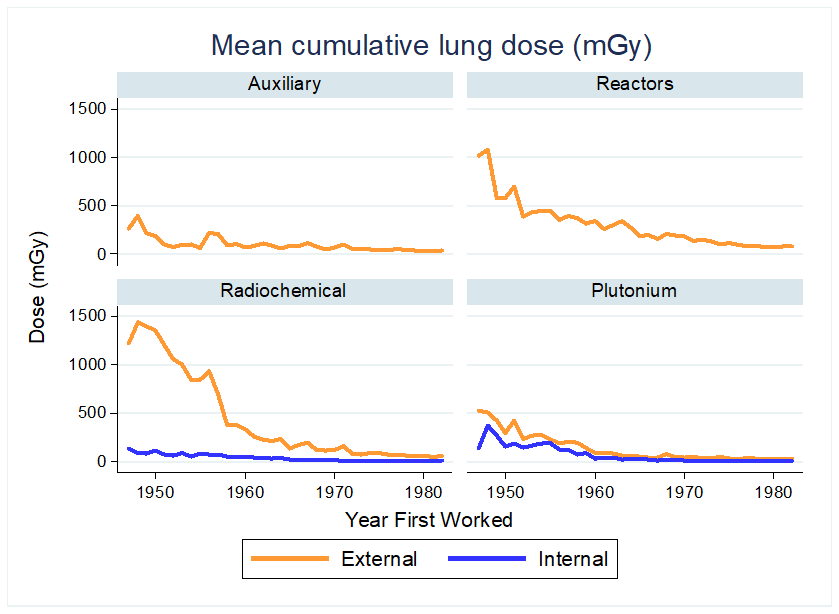 Mean cumulative lung dose (mGy)
Auxiliary
Reactors
1500
1000
500
0
Radiochemical
Plutonium
1500
1000
500
0
Dose (mGy)
1950 1960 1970 1980 1950 1960 1970 1980
Year First Worked
External Internal